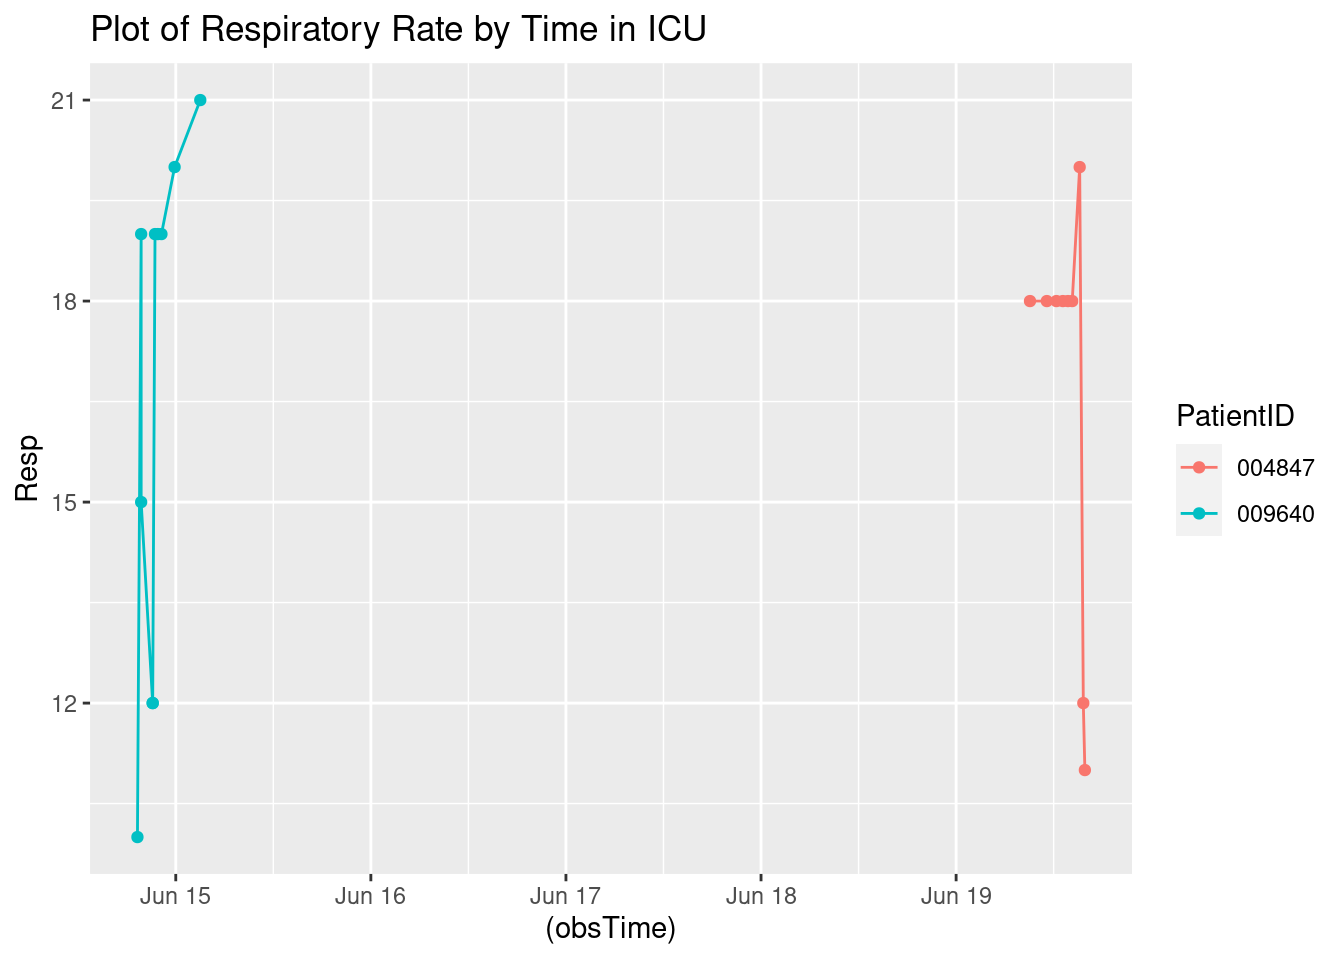 Plot of Respiratory Rate by Time in ICU
21
18
15
12
Resp
Jun 15 Jun 16 Jun 17 Jun 18 Jun 19
(obsTime)
PatientID
004847
009640